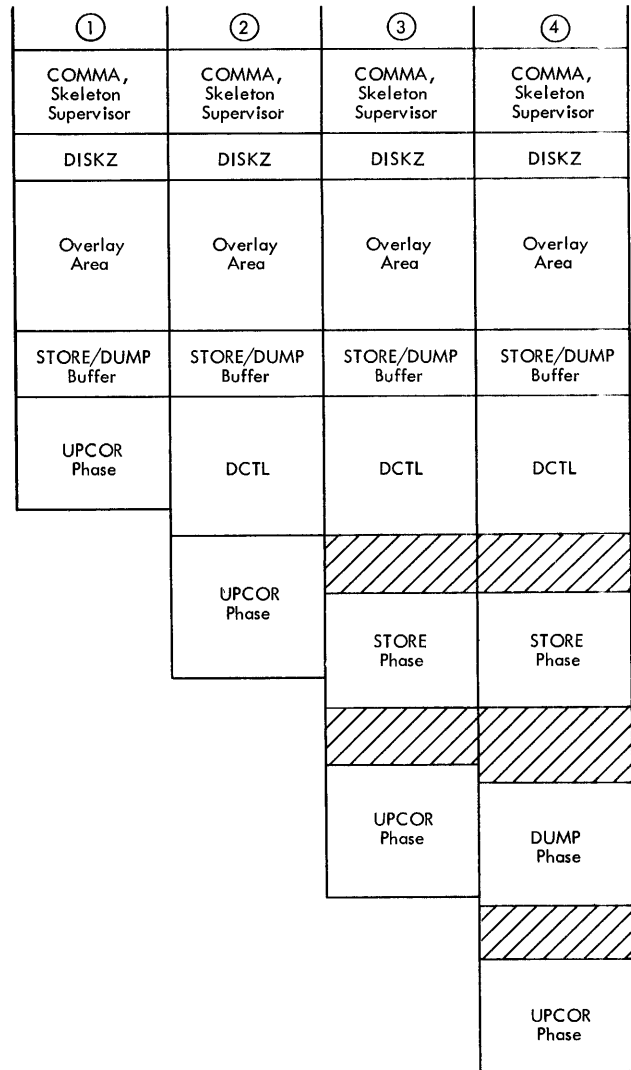 1 2 3 4
COMMA, COMMA, COMMA, COMMA,
Skeleton Skeleton Skeleton Skeleton
Supervisor Supervisor Supervisor Supervisor
DISKZ DISKZ DISKZ DISKZ
Overlay Overlay Overlay Overlay
Area Area Area Area
STORE/DUMP STORE/DUMP STORE/DUMP STORE/DUMP
Buffer Buffer Buffer Buffer
UPCOR DCTL DCTL DCTL
Phase
UPCOR
Phase
STORE STORE
Phase Phase
UPCOR DUMP
Phase Phase
UPCOR
Phase